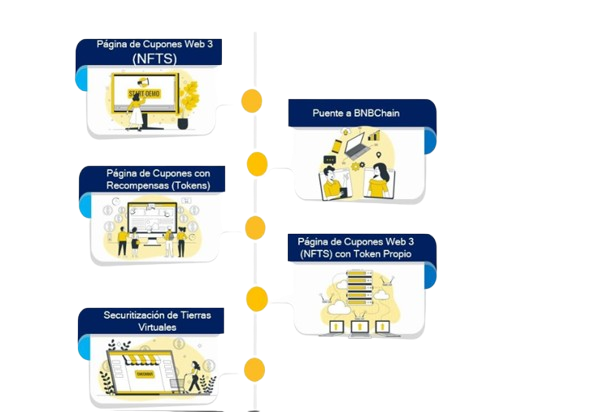 Página de Cupones Web 3
(NFTS)
START DEMO
Puente a BNBChain
Página de Cupones con
Recompensas (Tokens)
Página de Cupones Web 3
(NFTS) con Token Propio
Securitización de Tierras
Virtuales